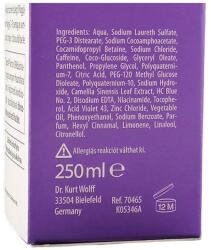 Ingredients: Aqua, Sodium Laureth Sulfate,
PEG-3 Distearate, Sodium Cocoamphoacetate,
Cocamidopropyl Betaine, Sodium Chloride,
Caffeine, Coco-Glucoside, Glyceryl Oleate,
Panthenol, Propylene Glycol, Polyquaternium-
7, Citric Acid, PEG-120 Methyl Glucose
Dioleate, Polyquaternium-10, Sodium Hydro-
xide, Camellia Sinensis Leaf Extract, HC Blue
No. 2, Disodium EDTA, Niacinamide, Tocophe-
rol, Acid Violet 43, Zinc Chloride, Vegetable
Oil, Phenoxyethanol, Sodium Benzoate, Par-
fum, Hexyl Cinnamal, Limonene, Linalool,
Citronellol.
Allergiás reakciót válthat ki.
250 ml e
Dr. Kurt Wolff
33504 Bielefeld
Germany
Ref. 70465
K05346A
12 M